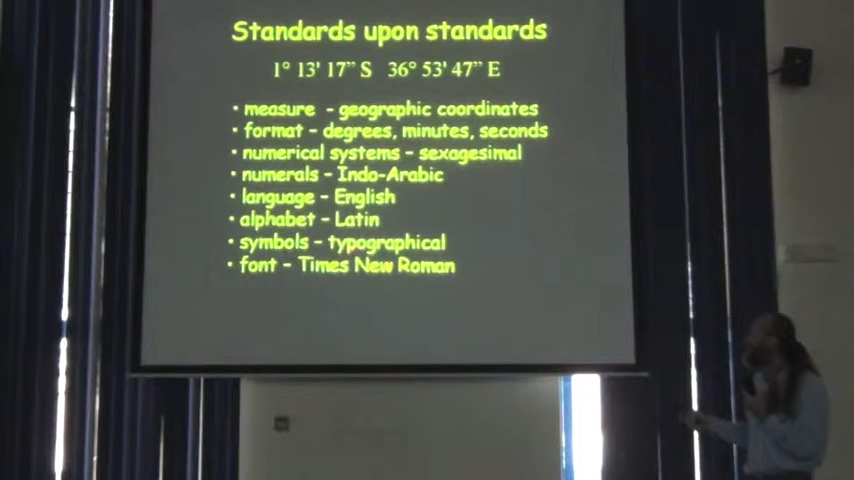 Standards upon standards
1° 13' 17” S 36° 53' 47” E
• measure - geographic coordinates
• format – degrees, minutes, seconds
• numerical systems – sexagesimal
• numerals – Indo-Arabic
• language – English
• alphabet – Latin
• symbols – typographical
• font – Times New Roman